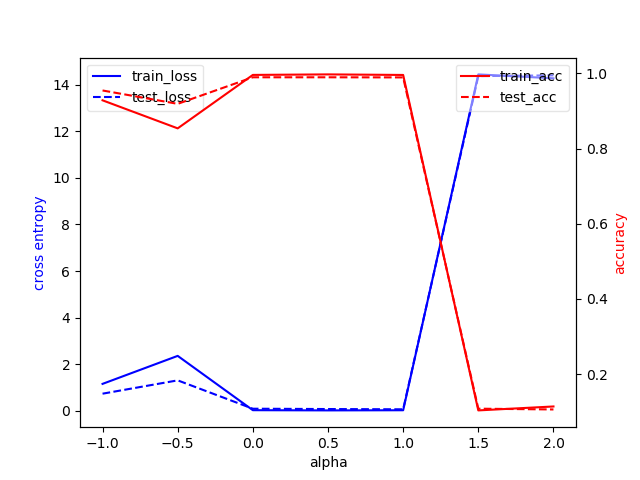 train_loss
test_loss
train_acc
test_acc
14
12
10
8
6
4
2
0
cross entropy
1.0
0.8
0.6
0.4
0.2
accuracy
−1.0 −0.5 0.0 0.5 1.0 1.5 2.0
alpha